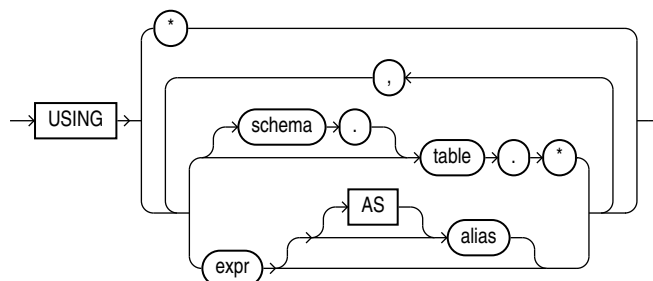 *
,
USING
schema .
table . *
AS
alias
expr